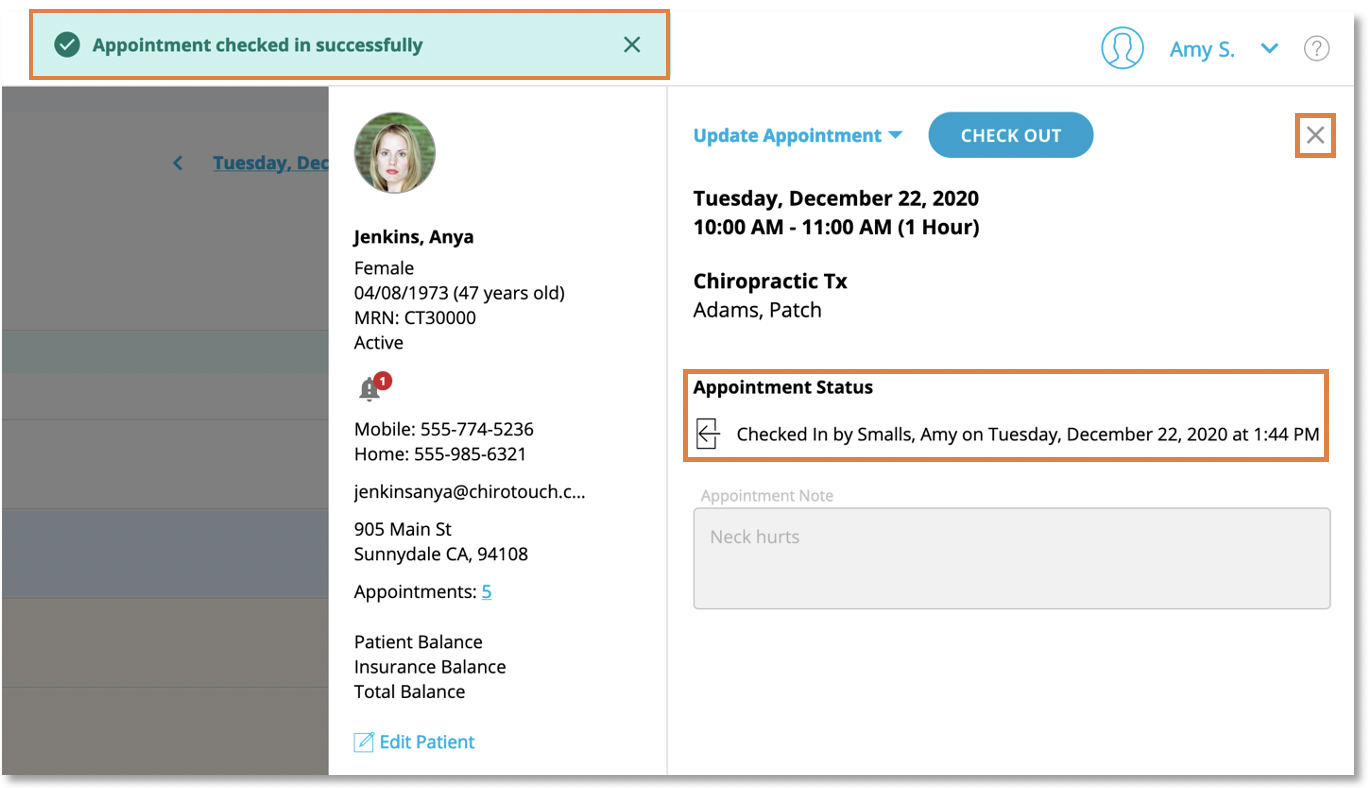 Appointment checked in successfully
Amy S.
?
Tuesday, Dec
Jenkins, Anya
Female
04/08/1973 (47 years old)
MRN: CT30000
Active
1
Mobile: 555-774-5236
Home: 555-985-6321
jenkinsanya@chirotouch.c...
905 Main St
Sunnydale CA, 94108
Appointments: 5
Patient Balance
Insurance Balance
Total Balance
Edit Patient
Update Appointment
CHECK OUT
Tuesday, December 22, 2020
10:00 AM - 11:00 AM (1 Hour)
Chiropractic Tx
Adams, Patch
Appointment Status
Checked In by Smalls, Amy on Tuesday, December 22, 2020 at 1:44 PM
Appointment Note
Neck hurts